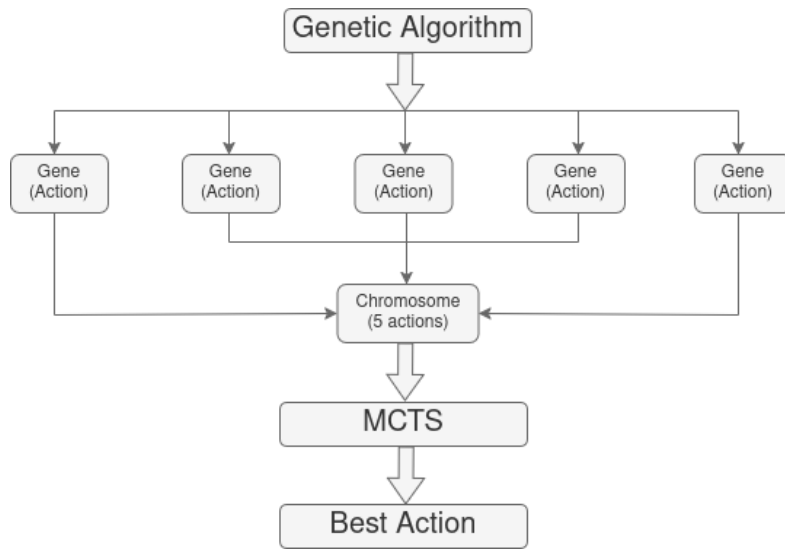 Genetic Algorithm
Gene
(Action)
Gene
(Action)
Gene
(Action)
Gene
(Action)
Gene
(Action)
Chromosome
(5 actions)
MCTS
Best Action